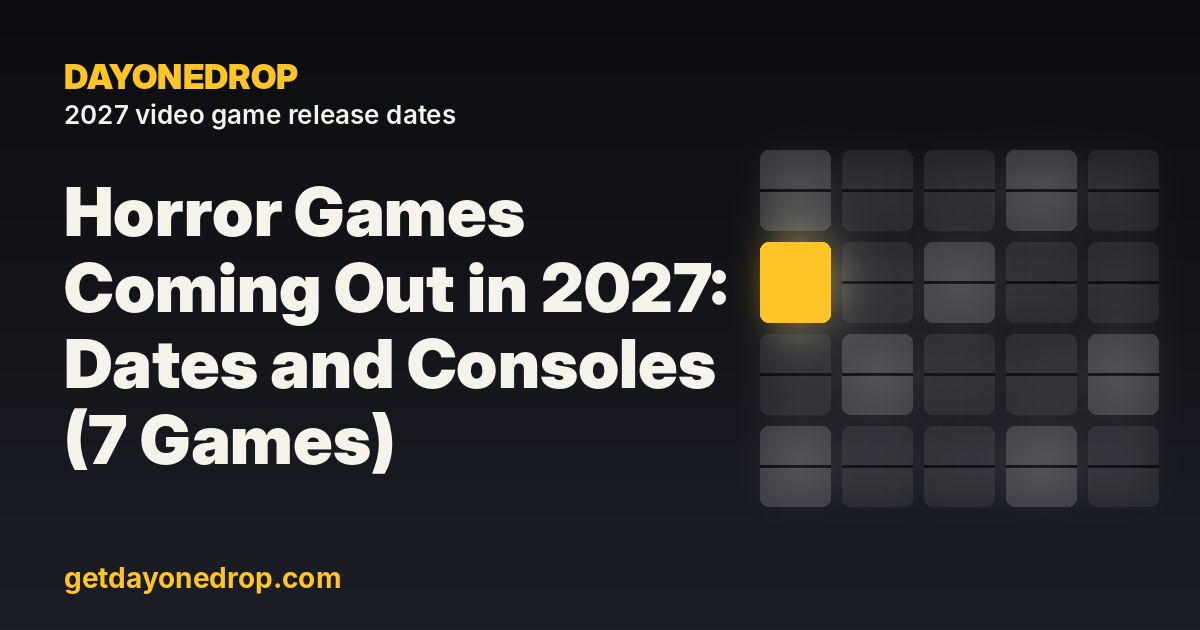 DAYONEDROP
2027 video game release dates
Horror Games
Coming Out in 2027:
Dates and Consoles
(7 Games)
getdayonedrop.com